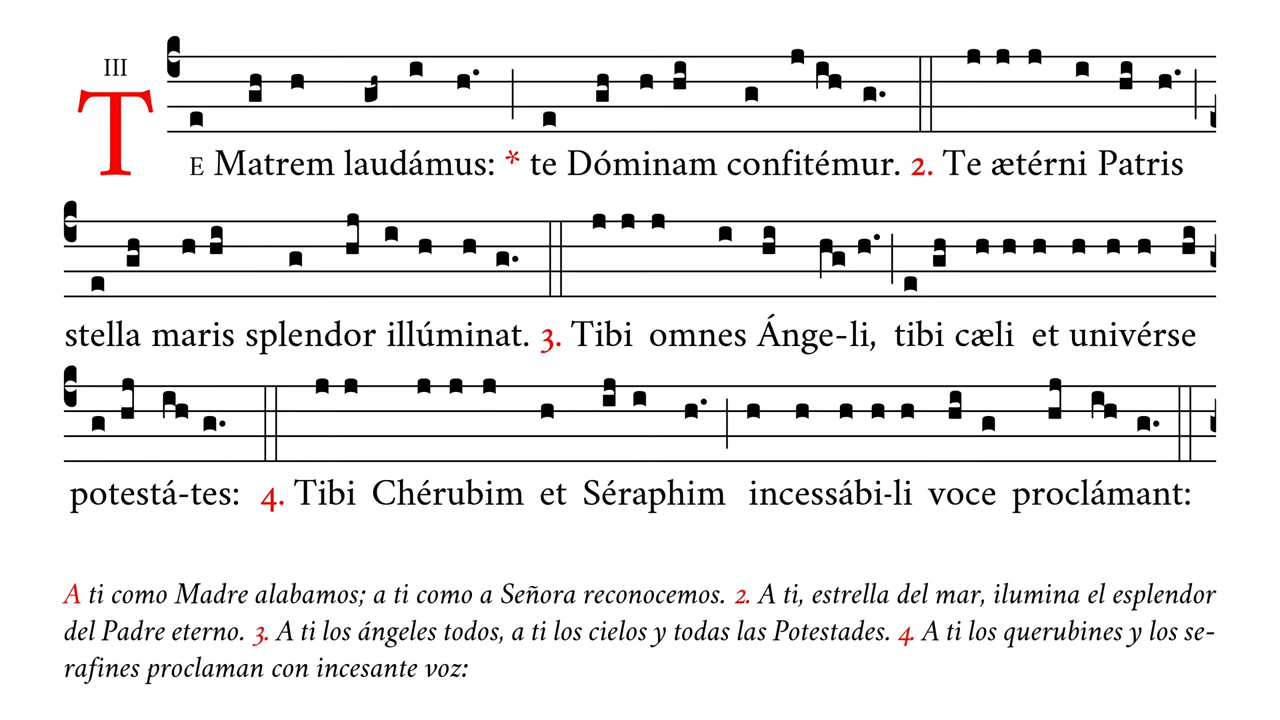 III
TE Matrem laudámus: * te Dóminam confitémur. 2. Te ætérni Patris
stella maris splendor illúminat. 3. Tibi omnes Ánge-li, tibi cæli et univérse
potestá-tes: 4. Tibi Chérubim et Séraphim incessábi-li voce proclámant:
A ti como Madre alabamos; a ti como a Señora reconocemos. 2. A ti, estrella del mar, ilumina el esplendor
del Padre eterno. 3. A ti los ángeles todos, a ti los cielos y todas las Potestades. 4. A ti los querubines y los se-
rafines proclaman con incesante voz: